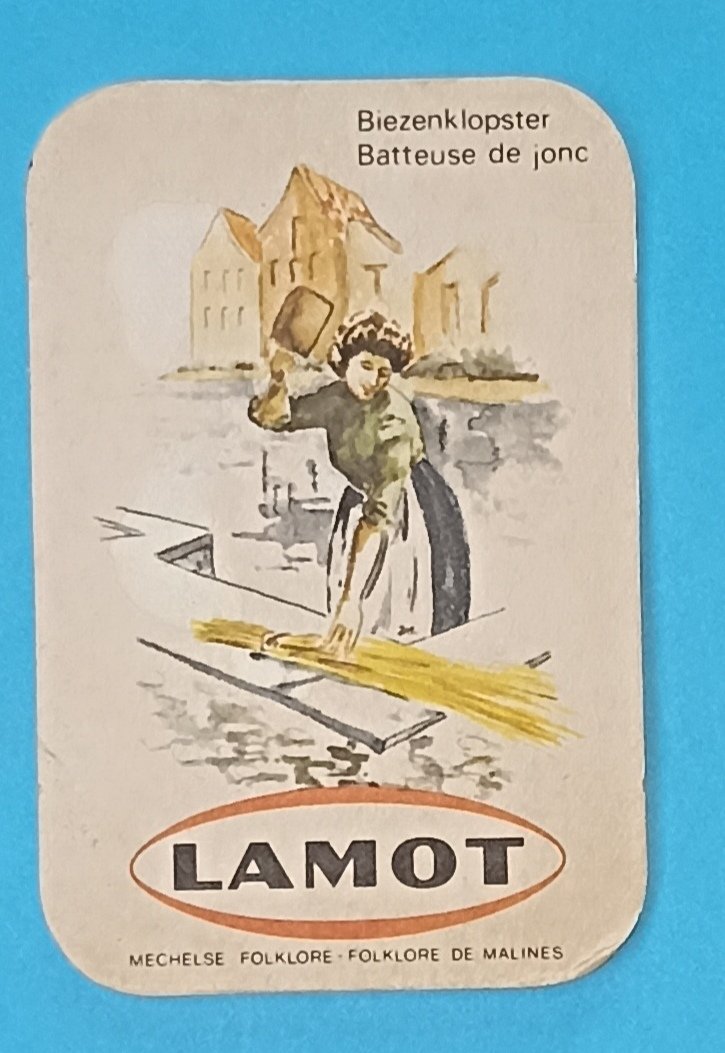 Biezenklopster
Batteuse de jonc
LAMOT
MECHELSE FOLKLORE - FOLKLORE DE MALINES